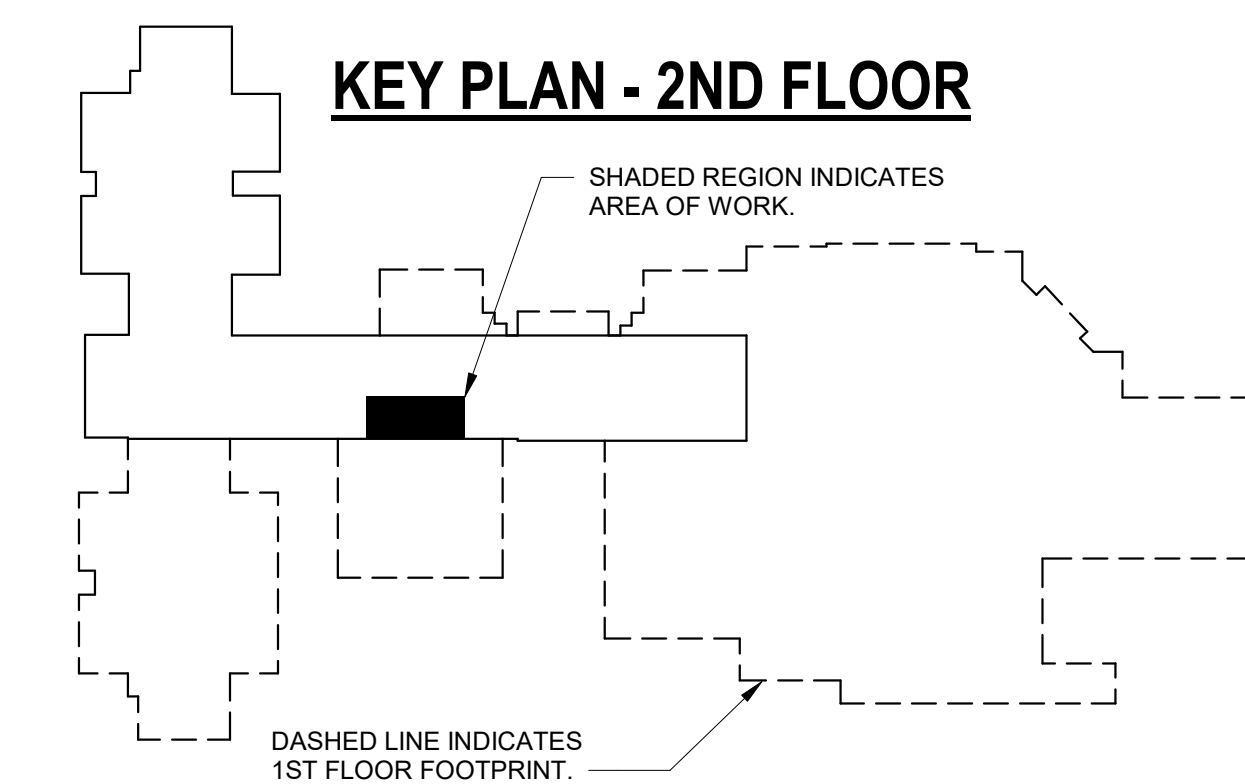 KEY PLAN - 2ND FLOOR
SHADED REGION INDICATES
AREA OF WORK.
DASHED LINE INDICATES
1ST FLOOR FOOTPRINT.